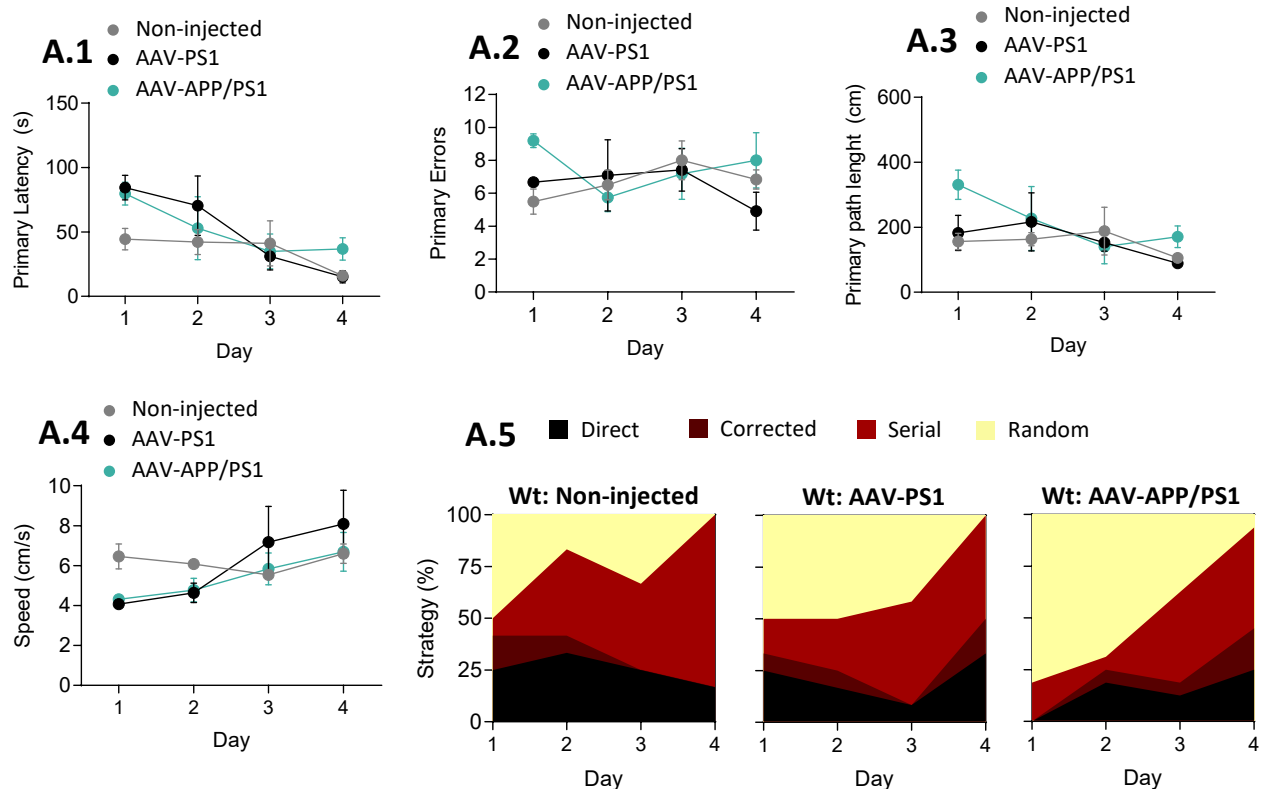 A.1
Non-injected
AAV-PS1
AAV-APP/PS1
Primary Latency (s)
150
100
50
0
1 2 3 4
Day
A.2
Non-injected
AAV-PS1
AAV-APP/PS1
Primary Errors
12
10
8
6
4
2
0
1 2 3 4
Day
A.3
Non-injected
AAV-PS1
AAV-APP/PS1
Primary path lenght (cm)
600
400
200
0
1 2 3 4
Day
A.4
Non-injected
AAV-PS1
AAV-APP/PS1
Speed (cm/s)
10
8
6
4
2
0
1 2 3 4
Day
A.5
Direct Corrected Serial Random
Wt: Non-injected Wt: AAV-PS1 Wt: AAV-APP/PS1
Strategy (%)
100
75
50
25
0
1 2 3 4
Day
1 2 3 4
Day
1 2 3 4
Day